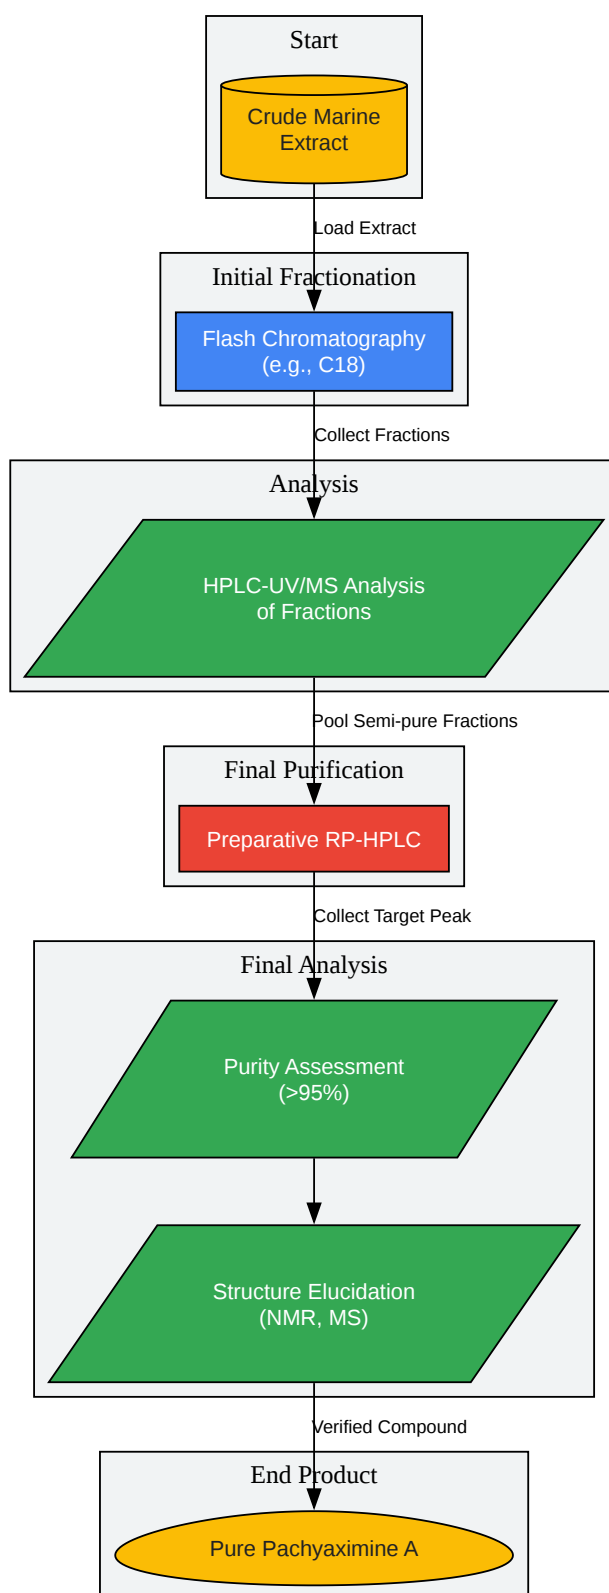 Start
Crude Marine
Extract
Load Extract
Initial Fractionation
Flash Chromatography
(e.g., C18)
Collect Fractions
Analysis
HPLC-UV/MS Analysis
of Fractions
Pool Semi-pure Fractions
Final Purification
Preparative RP-HPLC
Collect Target Peak
Final Analysis
Purity Assessment
(>95%)
Structure Elucidation
(NMR, MS)
Verified Compound
End Product
Pure Pachyaximine A